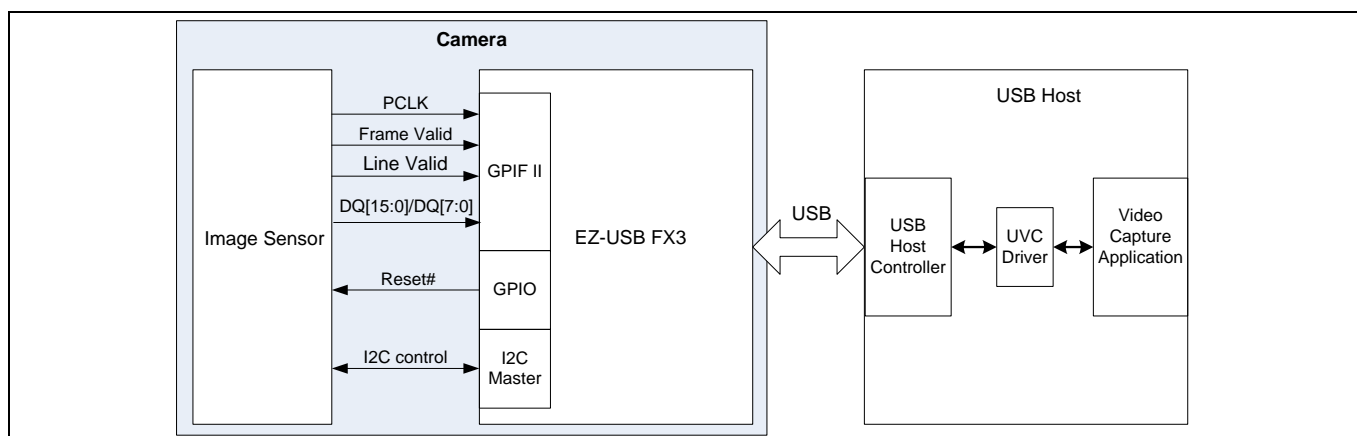 Camera
PCLK
Frame Valid
Line Valid
DQ[15:0]/DQ[7:0]
Reset#
I2C control
Image Sensor
GPIF II
GPIO
I2C
Master
EZ-USB FX3
USB
USB Host
USB
Host
Controller
UVC
Driver
Video
Capture
Application